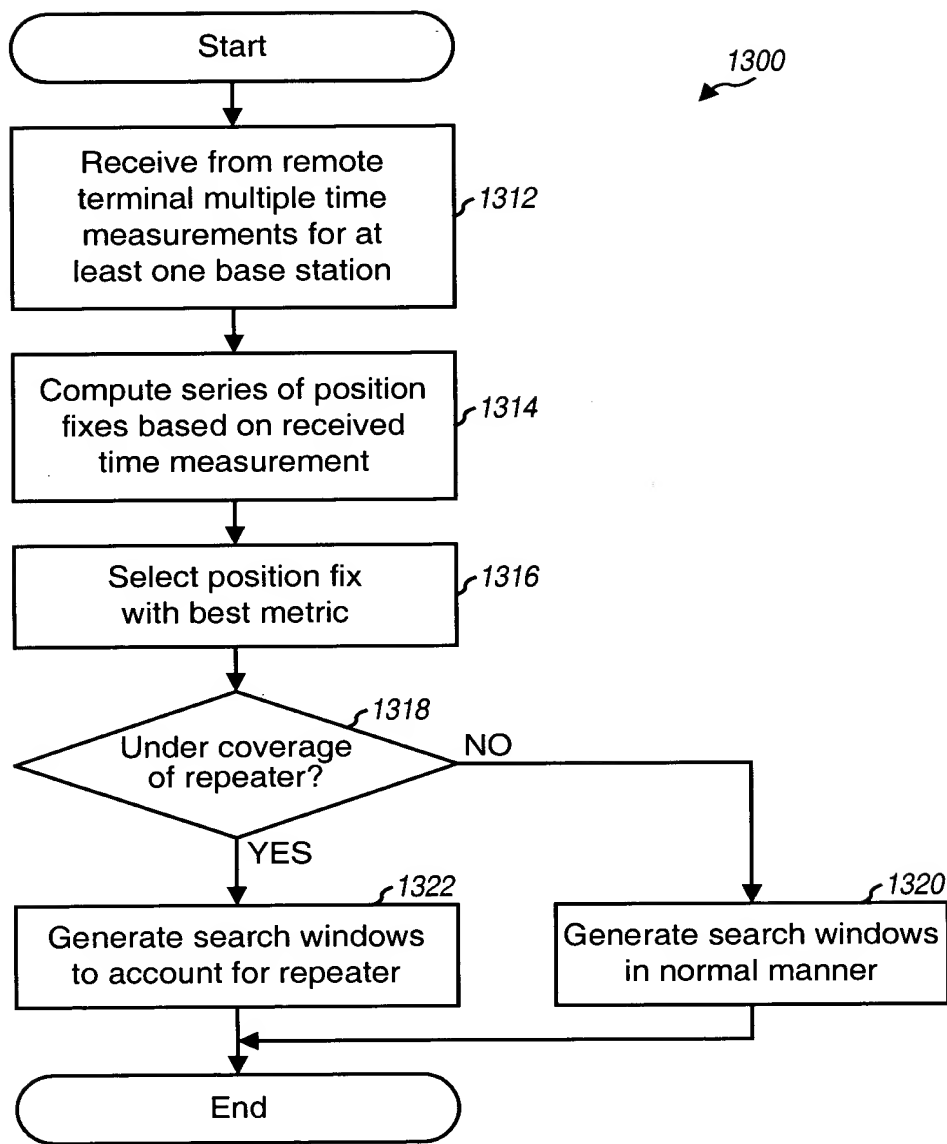 Start
1300
Receive from remote
terminal multiple time
measurements for at
least one base station
1312
Compute series of position
fixes based on received
time measurement
1314
Select position fix
with best metric
1316
1318
Under coverage
of repeater?
NO
YES
1322
Generate search windows
to account for repeater
1320
Generate search windows
in normal manner
End